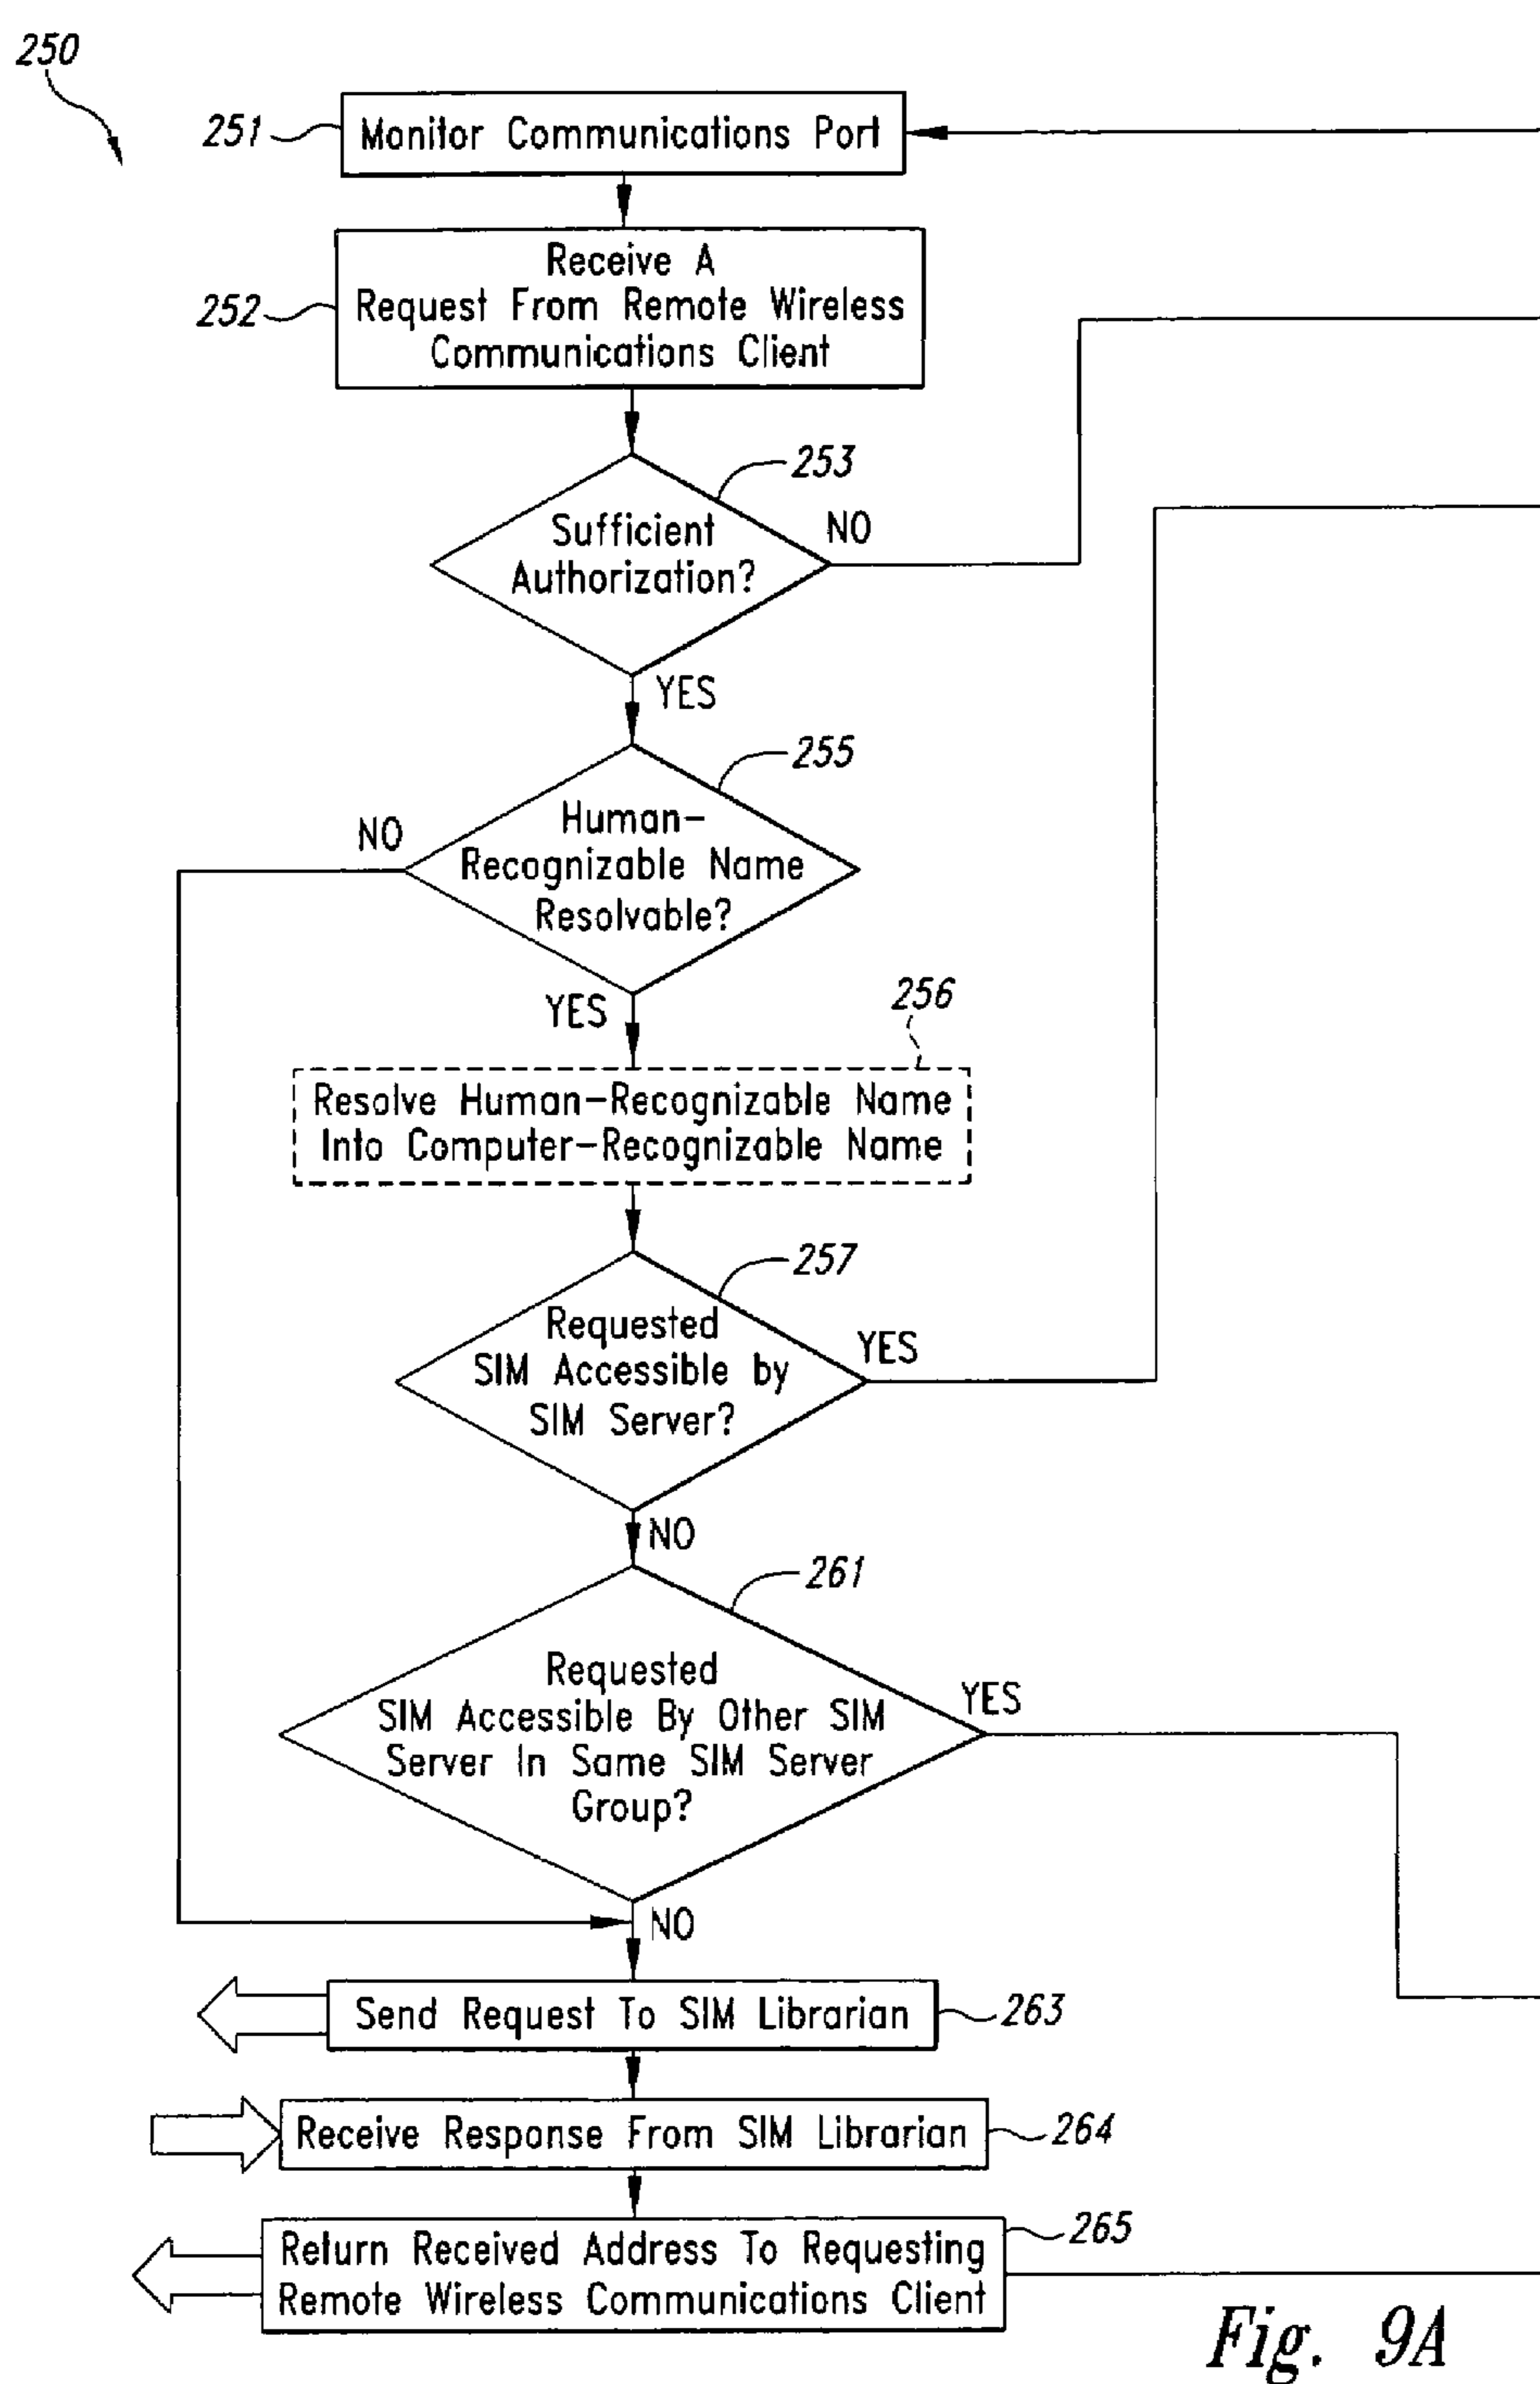 250
251
Monitor Communications Port
Receive A
252
Request From Remote Wireless
Communications Client
253
Sufficient
Authorization?
NO
YES
255
Human-
Recognizable Name
Resolvable?
NO
YES
256
Resolve Human-Recognizable Name
Into Computer-Recognizable Name
257
Requested
SIM Accessible by
SIM Server?
YES
NO
261
Requested
SIM Accessible By Other SIM
Server In Same SIM Server
Group?
YES
NO
Send Request To SIM Librarian
263
Receive Response From SIM Librarian
264
Return Received Address To Requesting
Remote Wireless Communications Client
265
Fig. 9A